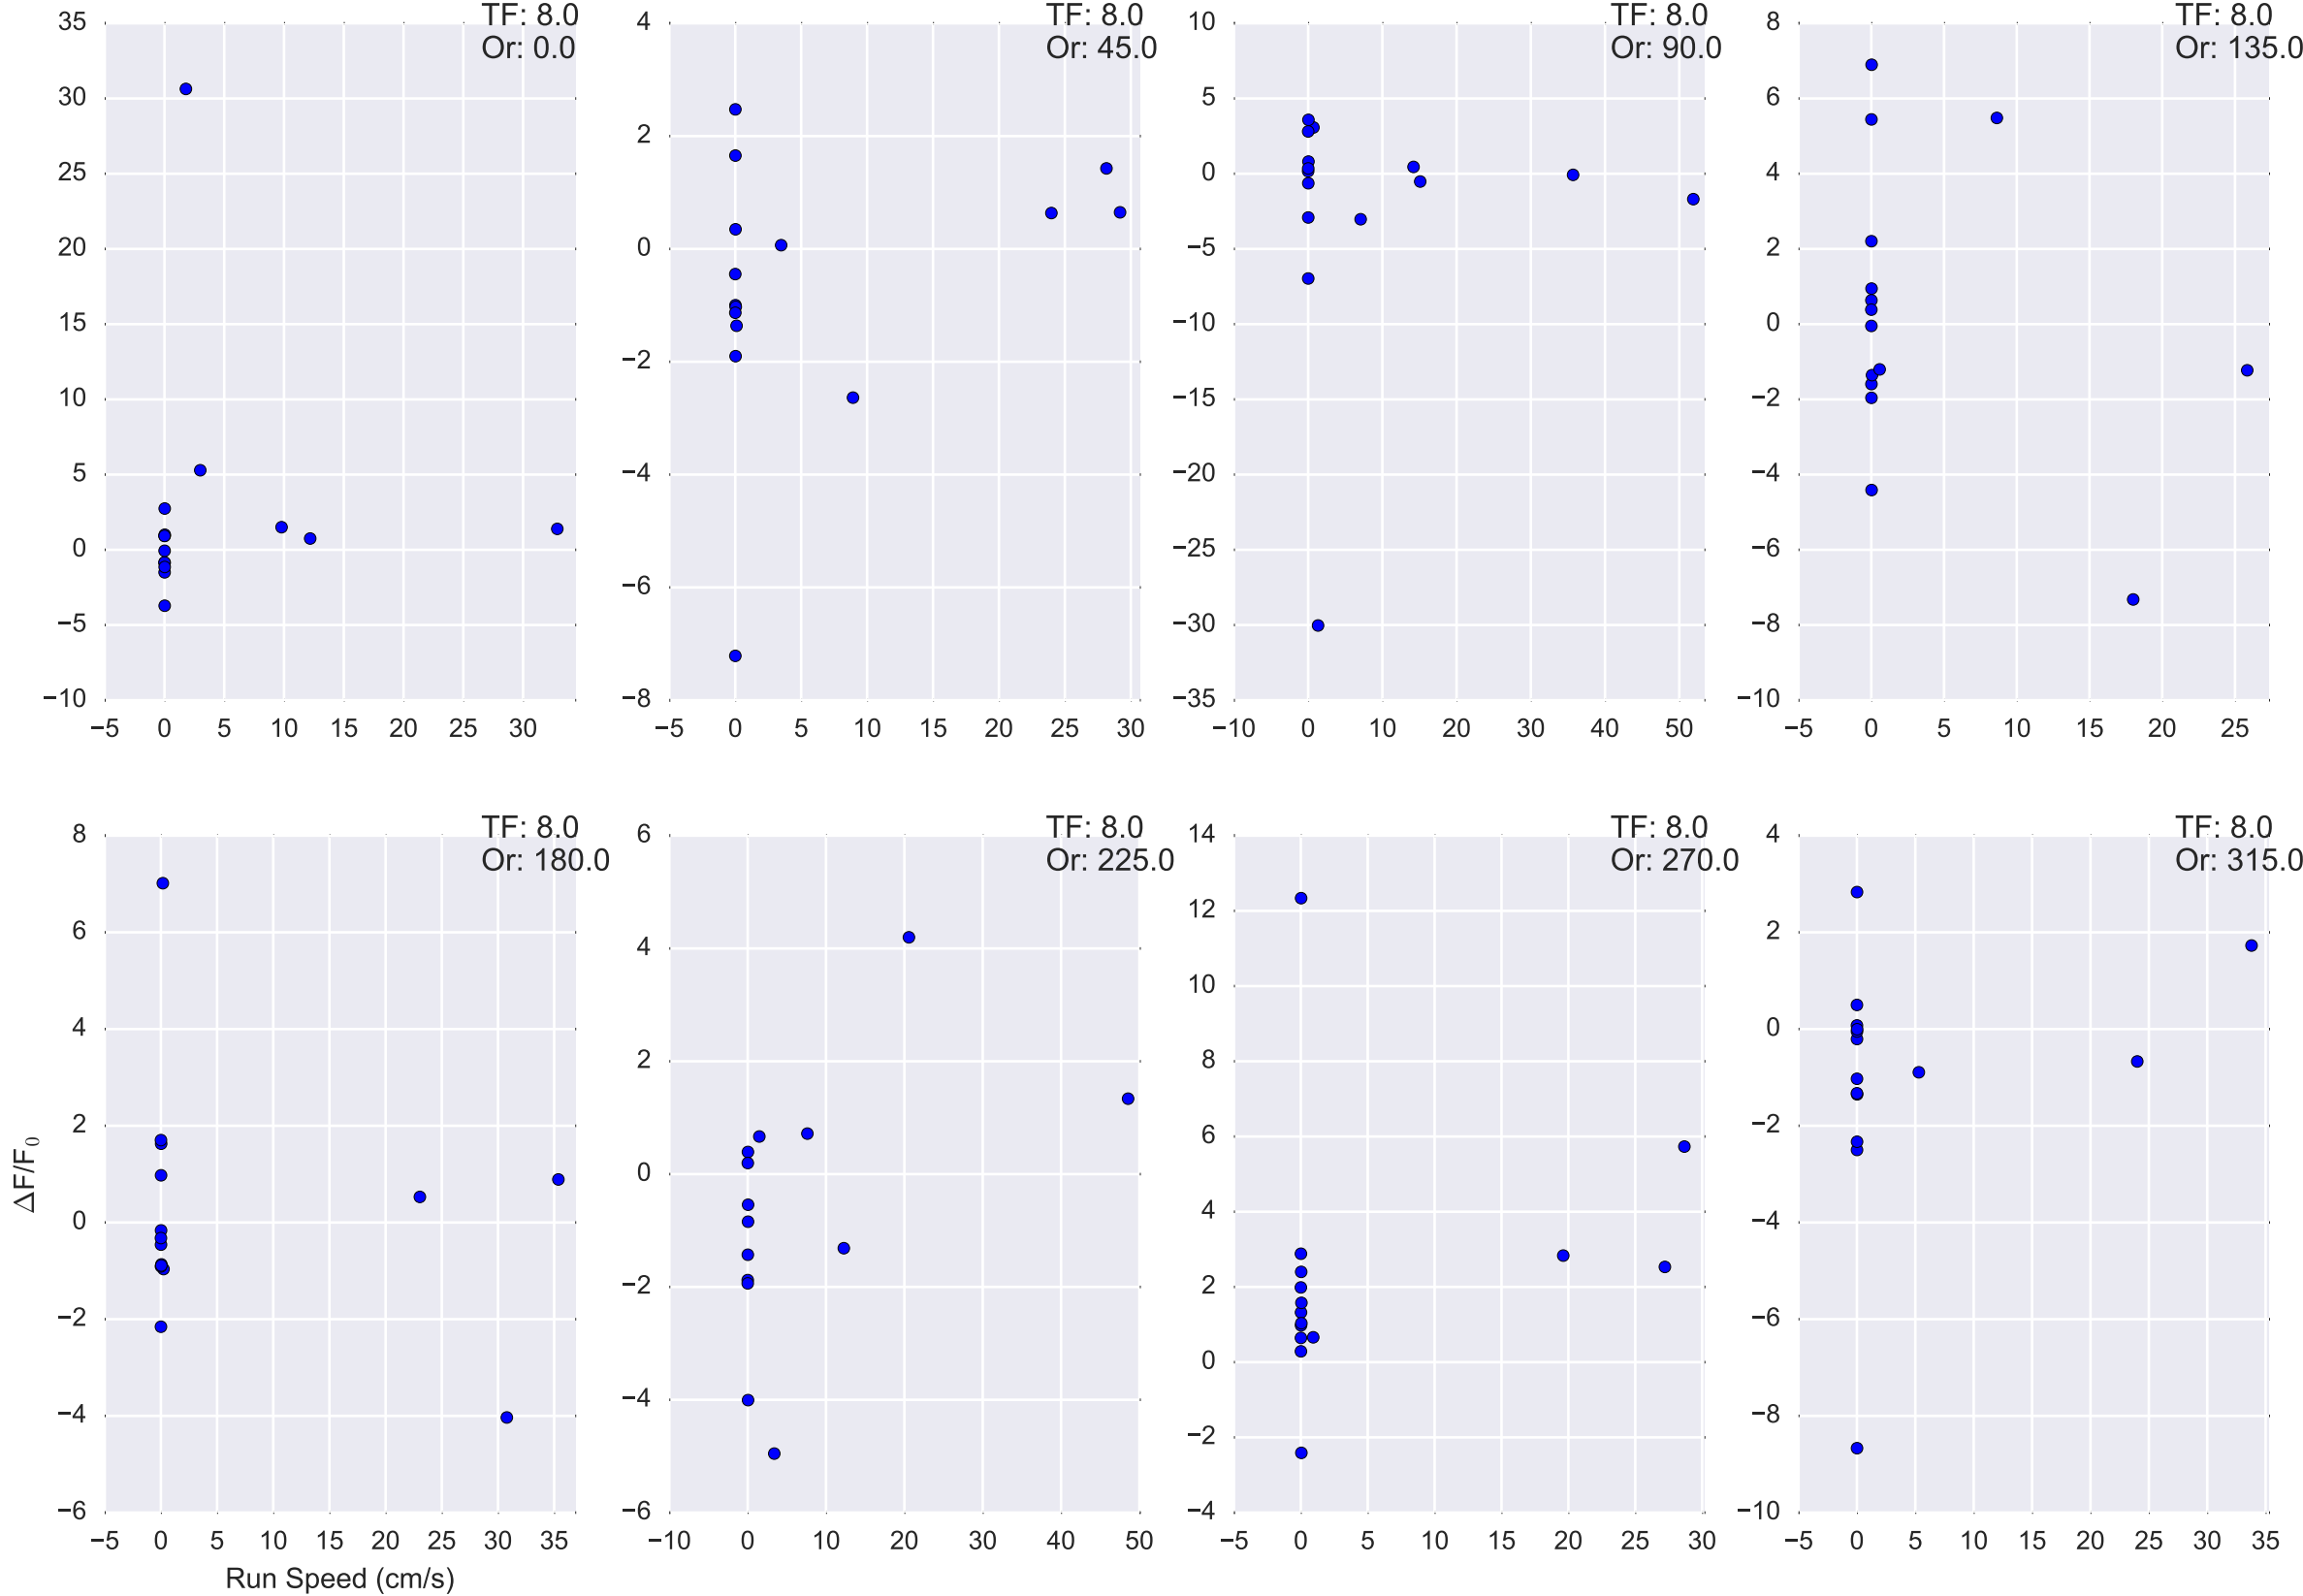 TF: 8.0
Or: 0.0
35
30
25
20
15
10
5
0
−5
−10
−5 0 5 10 15 20 25 30
TF: 8.0
Or: 45.0
4
2
0
−2
−4
−6
−8
−5 0 5 10 15 20 25 30
TF: 8.0
Or: 90.0
10
5
0
−5
−10
−15
−20
−25
−30
−35
−10 0 10 20 30 40 50
TF: 8.0
Or: 135.0
8
6
4
2
0
−2
−4
−6
−8
−10
−5 0 5 10 15 20 25
TF: 8.0
Or: 180.0
8
6
4
2
0
−2
−4
−6
−5 0 5 10 15 20 25 30 35
Run Speed (cm/s)
ΔF/F0
TF: 8.0
Or: 225.0
6
4
2
0
−2
−4
−6
−10 0 10 20 30 40 50
TF: 8.0
Or: 270.0
14
12
10
8
6
4
2
0
−2
−4
−5 0 5 10 15 20 25 30
TF: 8.0
Or: 315.0
4
2
0
−2
−4
−6
−8
−10
−5 0 5 10 15 20 25 30 35